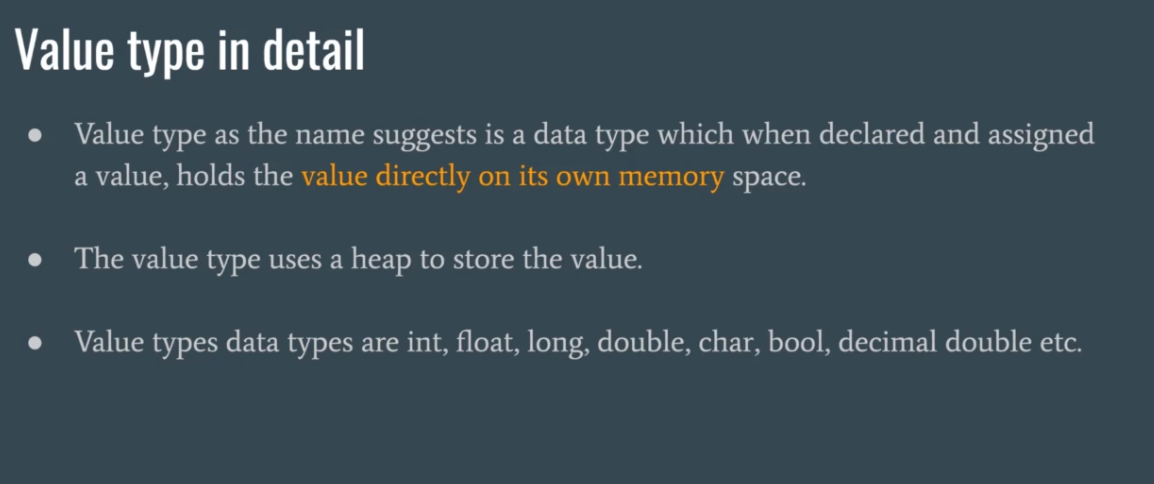 Value type in detail
● Value type as the name suggests is a data type which when declared and assigned
a value, holds the value directly on its own memory space.
● The value type uses a heap to store the value.
● Value types data types are int, float, long, double, char, bool, decimal double etc.